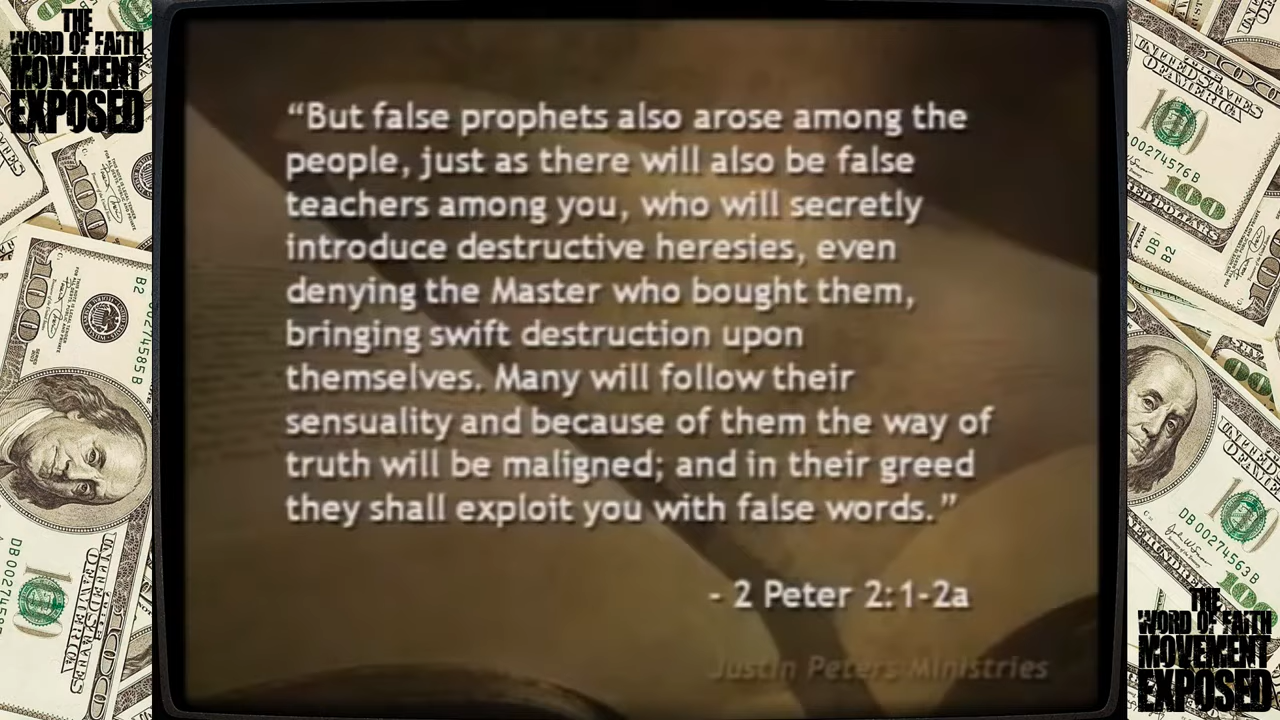 THE
WORD OF FAITH
MOVEMENT
EXPOSED
“But false prophets also arose among the
people, just as there will also be false
teachers among you, who will secretly
introduce destructive heresies, even
denying the Master who bought them,
bringing swift destruction upon
themselves. Many will follow their
sensuality and because of them the way of
truth will be maligned; and in their greed
they shall exploit you with false words.”
- 2 Peter 2:1-2a
Justin Peters Ministries
THE
WORD OF FAITH
MOVEMENT
EXPOSED
100
DB 00274563B
100